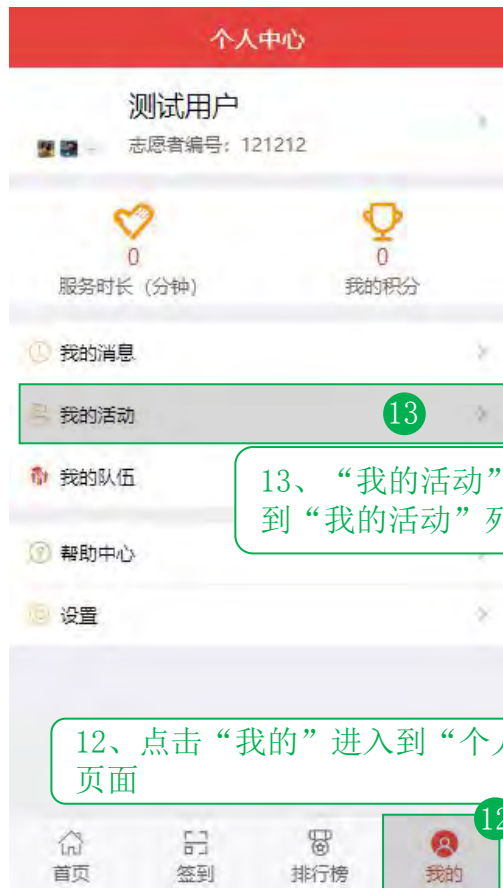 个人中心
测试用户
志愿者编号：121212
0
服务时长（分钟）
0
我的积分
我的消息
我的活动
13
我的队伍
13、“我的活动”
到“我的活动”列
帮助中心
设置
12、点击“我的”进入到“个人
页面
12
首页
签到
排行榜
我的